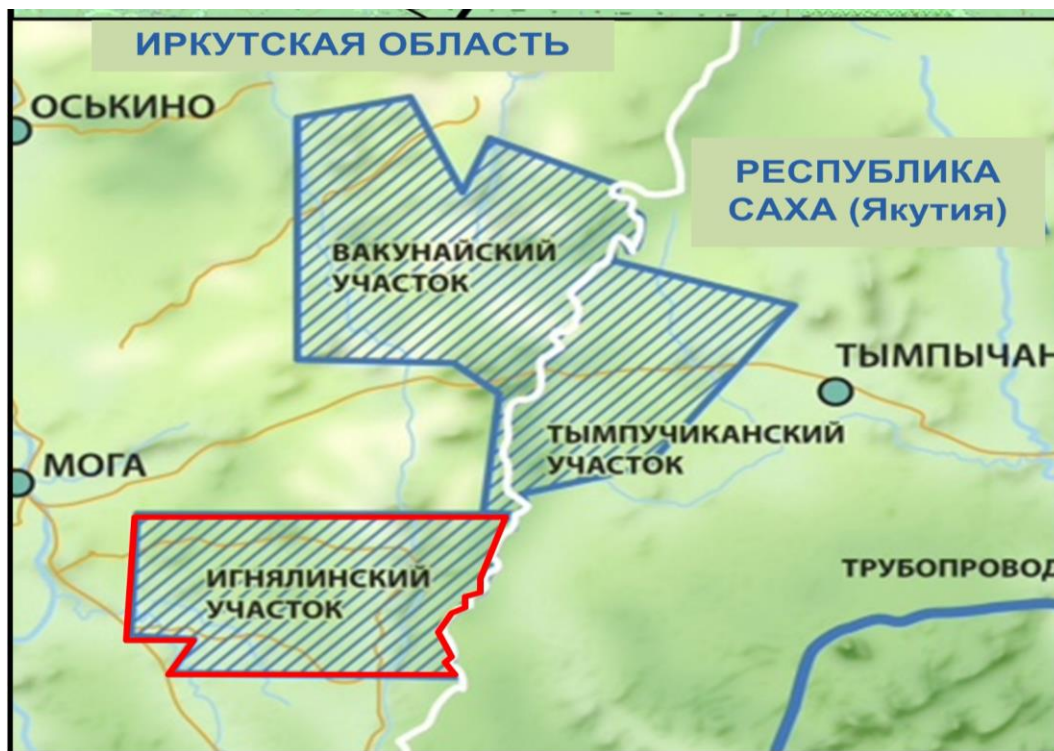 ИРКУТСКАЯ ОБЛАСТЬ
ОСЬКИНО
РЕСПУБЛИКА
САХА (Якутия)
ВАКУНАЙСКИЙ
УЧАСТОК
ТЫМПЫЧАН
ТЫМПУЧИКАНСКИЙ
УЧАСТОК
МОГА
ИГНЯЛИНСКИЙ
УЧАСТОК
ТРУБОПРОВОД